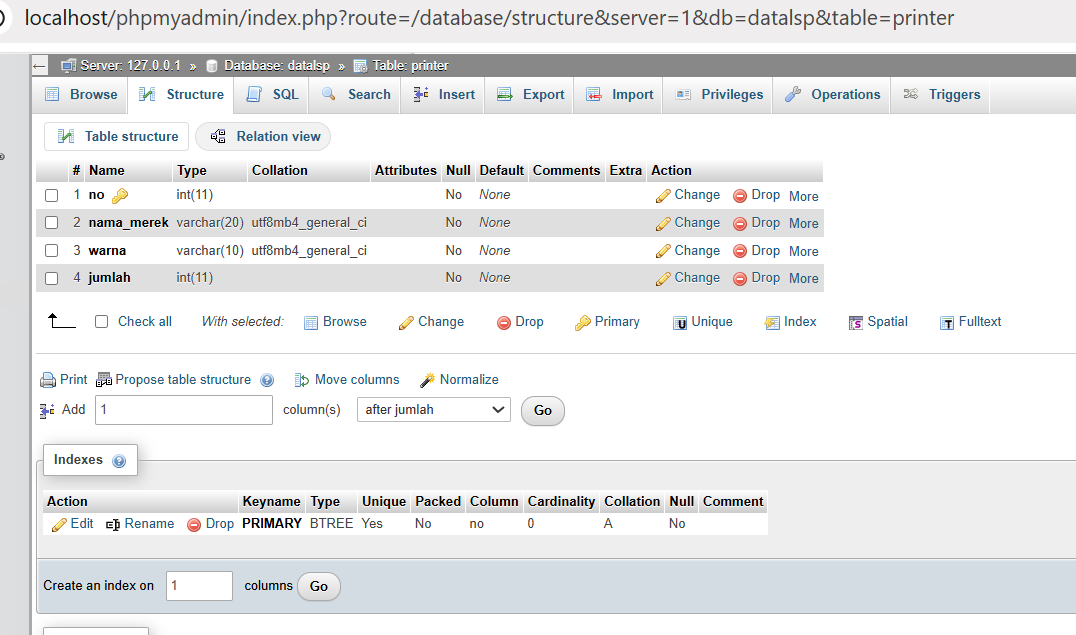 localhost/phpmyadmin/index.php?route=/database/structure&server=1&db=datalsp&table=printer
Server: 127.0.0.1 » Database: datalsp » Table: printer
Browse Structure SQL Search Insert Export Import Privileges Operations Triggers
Table structure Relation view
# Name Type Collation Attributes Null Default Comments Extra Action
1 no int(11) No None Change Drop More
2 nama_merek varchar(20) utf8mb4_general_ci No None Change Drop More
3 warna varchar(10) utf8mb4_general_ci No None Change Drop More
4 jumlah int(11) No None Change Drop More
Check all With selected: Browse Change Drop Primary Unique Index Spatial Fulltext
Print Propose table structure Move columns Normalize
Add 1 column(s) after jumlah Go
Indexes
Action Keyname Type Unique Packed Column Cardinality Collation Null Comment
Edit Rename Drop PRIMARY BTREE Yes No no 0 A No
Create an index on 1 columns Go